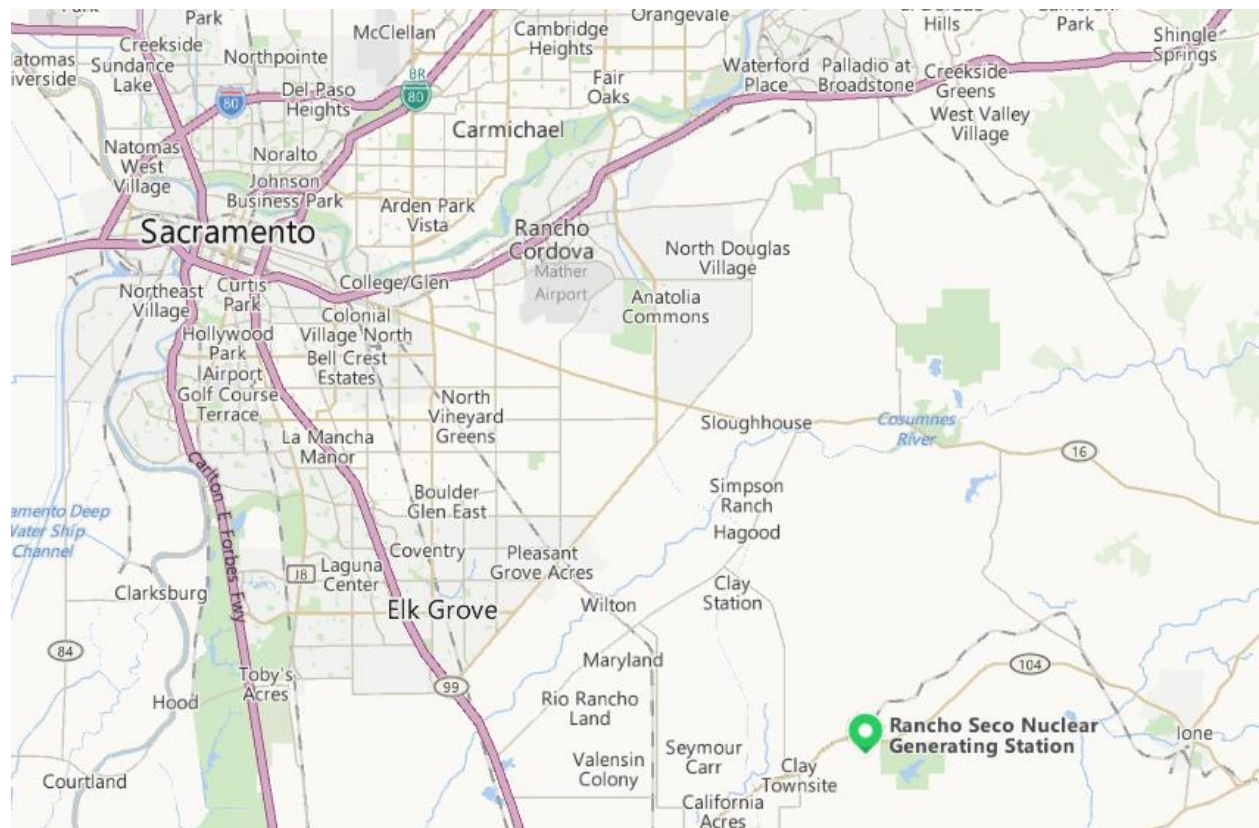 Park
Park
McClellan
Cambridge
Heights
Orangevale
Hills
Park
Shingle
Springs
Creekside
Sundance
Lake
Northpointe
80
Del Paso
Heights
BR
80
Fair
Oaks
Waterford
Place
Palladio at
Broadstone
Creekside
Greens
West Valley
Village
Carmichael
Natomas
West
Village
Noralto
Johnson
Business Park
Arden Park
Vista
Sacramento
Rancho
Cordova
Mather
Airport
North Douglas
Village
College/Glen
Northeast
Village
Curtis
Park
Anatolia
Commons
Colonial
Village North
Hollywood
Park
Bell Crest
Estates
Airport
Golf Course
Terrace
North
Vineyard
Greens
Sloughhouse
Cosumnes
River
16
La Mancha
Manor
Carlton E. Forbes Fwy
Boulder
Glen East
Simpson
Ranch
Hagood
Water Ship
Channel
Coventry
Pleasant
Grove Acres
J8
Laguna
Center
Clay
Station
Clarksburg
Elk Grove
Wilton
84
Toby's
Acres
Maryland
104
99
Hood
Rio Rancho
Land
Rancho Seco Nuclear
Generating Station
Ione
Seymour
Carr
Valensin
Colony
Clay
Townsite
Courtland
California
Acres